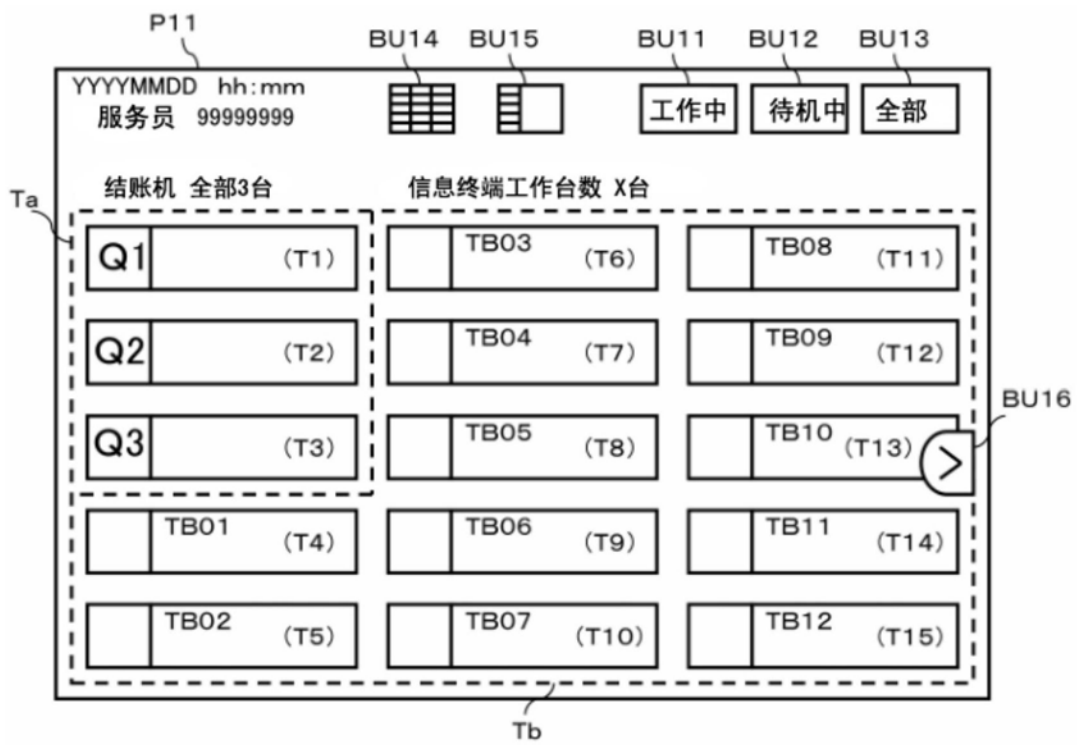 P11
BU14 BU15 BU11 BU12 BU13
YYYYMMDD hh:mm
服务员 99999999
工作中 待机中 全部
结账机 全部3台 信息终端工作台数 X台
Ta
Q1 (T1) TB03 (T6) TB08 (T11)
Q2 (T2) TB04 (T7) TB09 (T12)
BU16
Q3 (T3) TB05 (T8) TB10 (T13) >
TB01 (T4) TB06 (T9) TB11 (T14)
TB02 (T5) TB07 (T10) TB12 (T15)
Tb